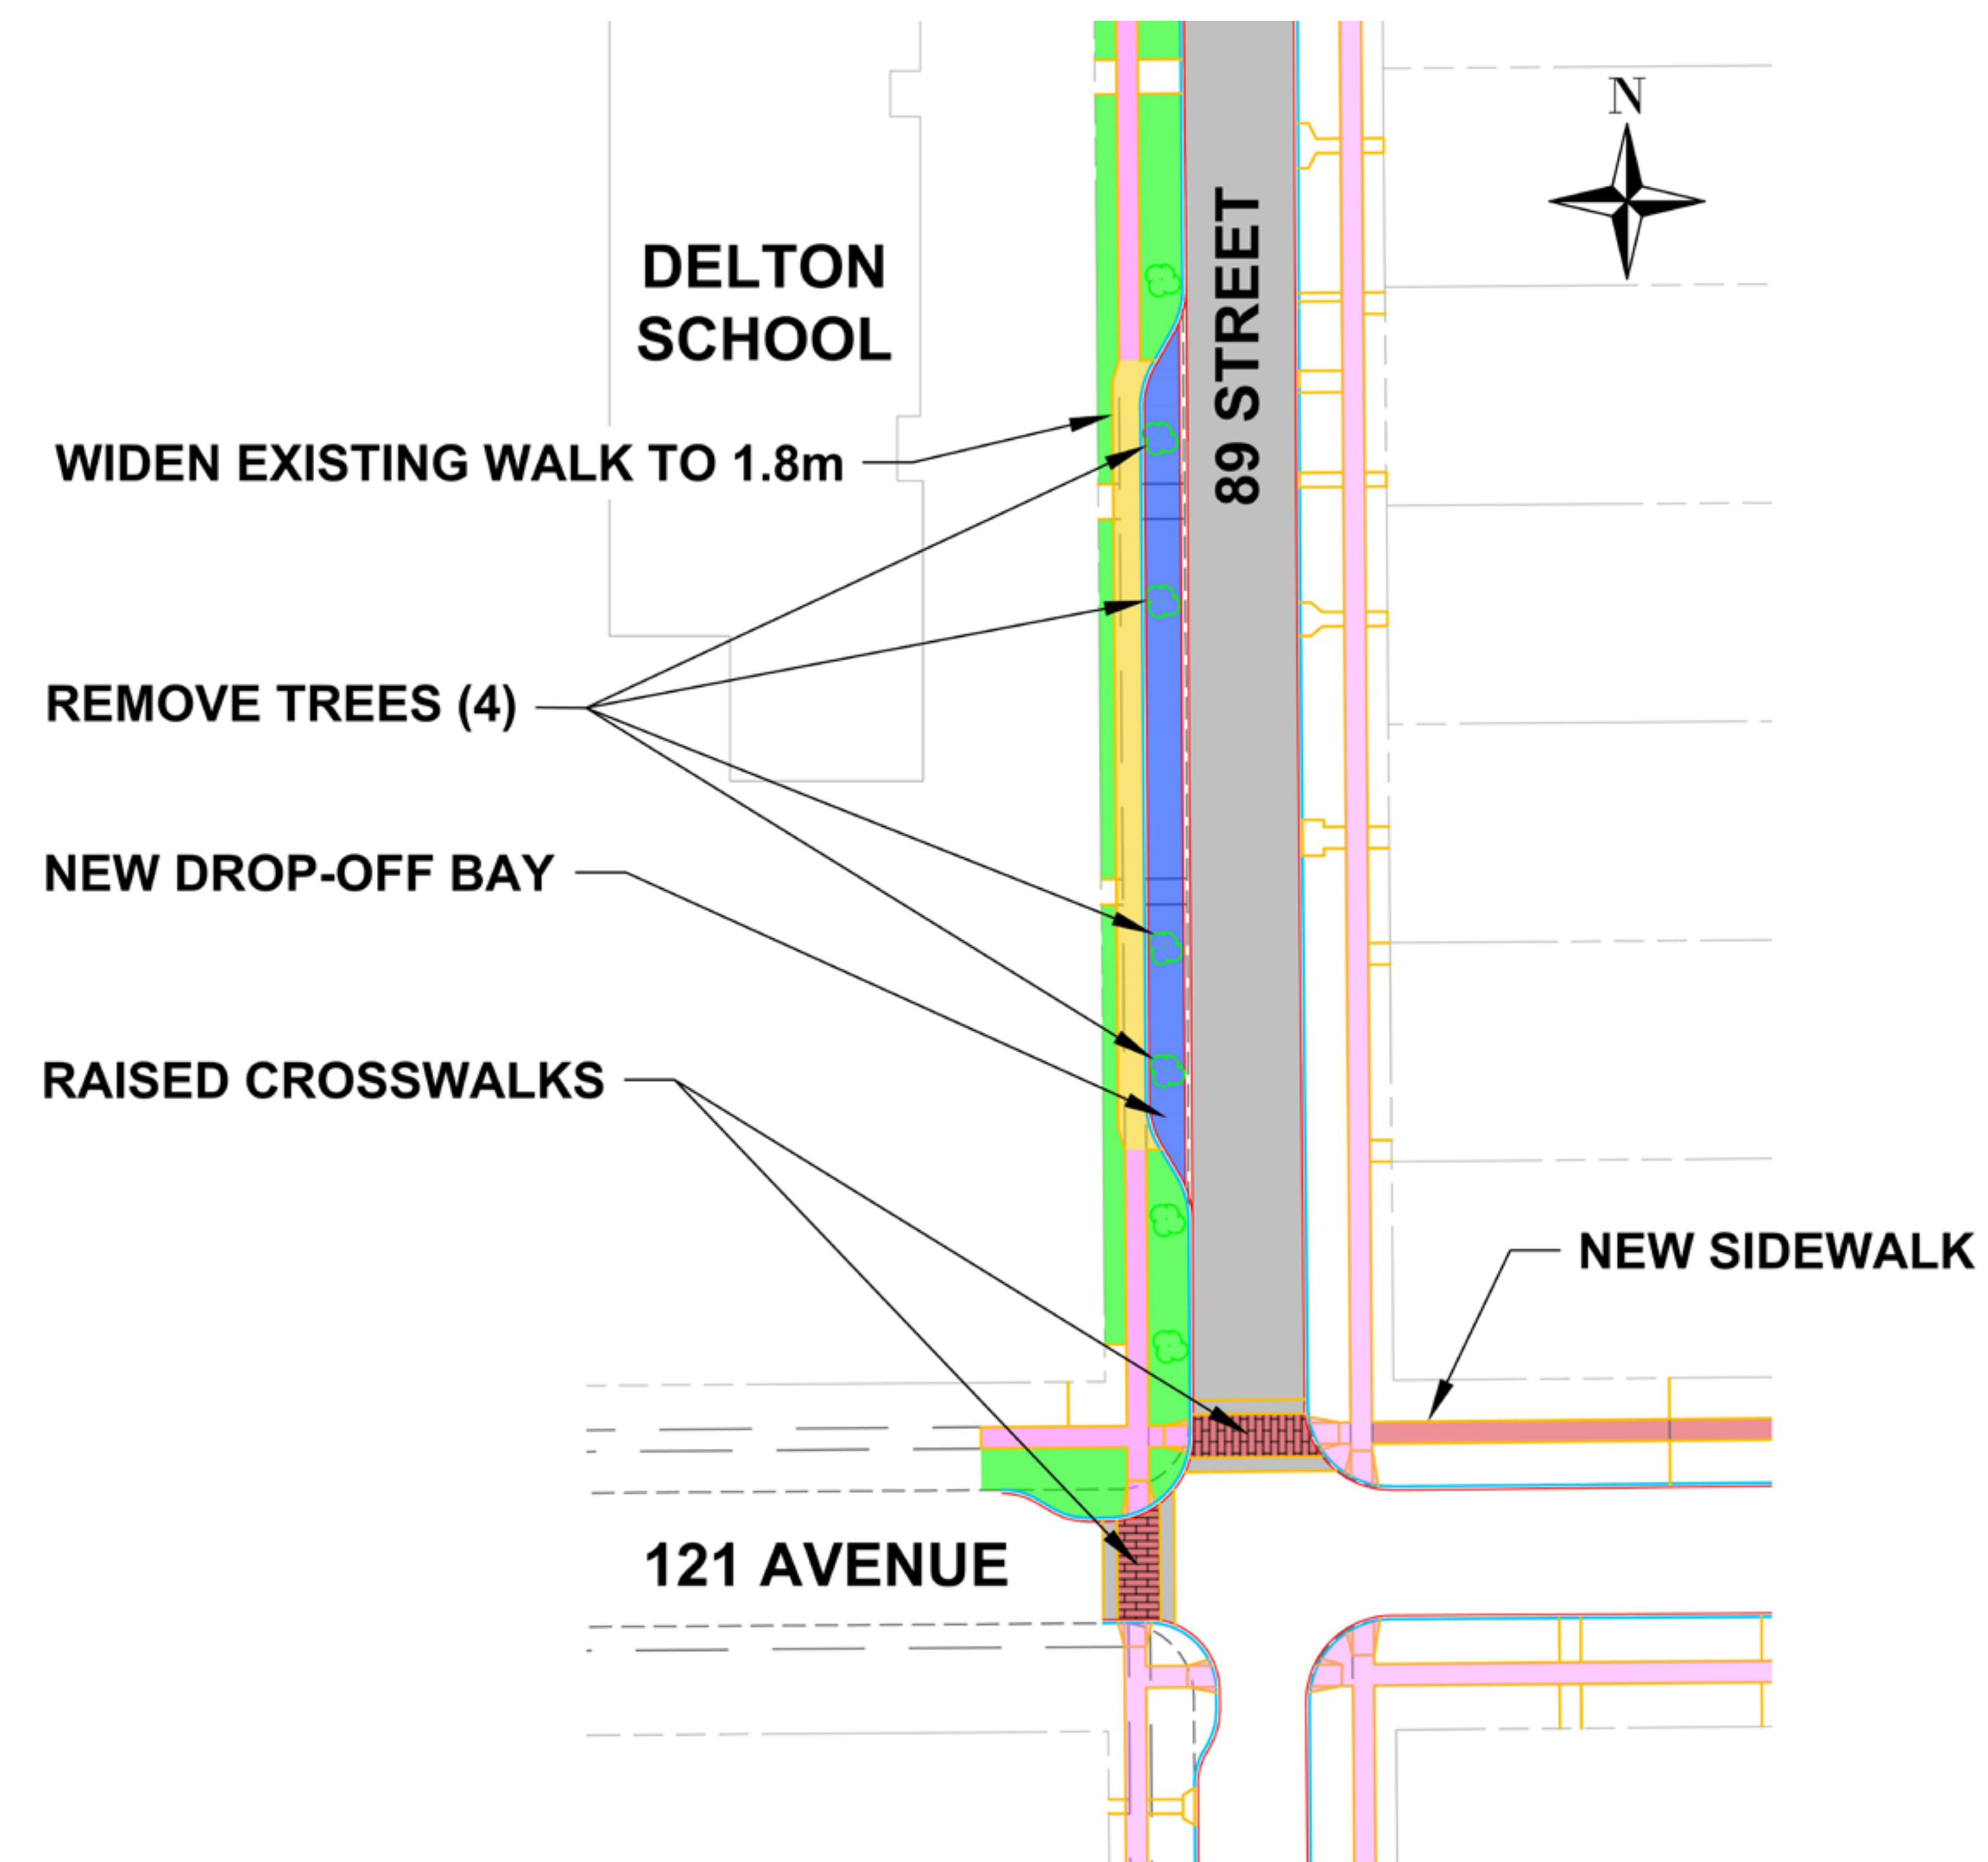 N
DELTON
SCHOOL
89 STREET
WIDEN EXISTING WALK TO 1.8m
REMOVE TREES (4)
NEW DROP-OFF BAY
RAISED CROSSWALKS
NEW SIDEWALK
121 AVENUE